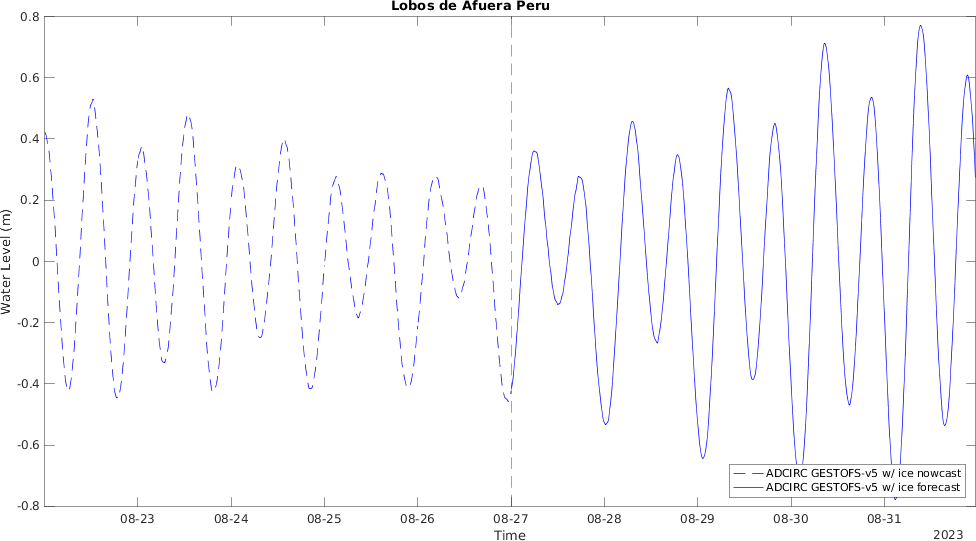 Lobos de Afuera Peru
0.8
0.6
0.4
0.2
0
-0.2
-0.4
-0.6
-0.8
Water Level (m)
ADCIRC GESTOFS-v5 w/ ice nowcast
ADCIRC GESTOFS-v5 w/ ice forecast
08-23 08-24 08-25 08-26 08-27 08-28 08-29 08-30 08-31
Time
2023